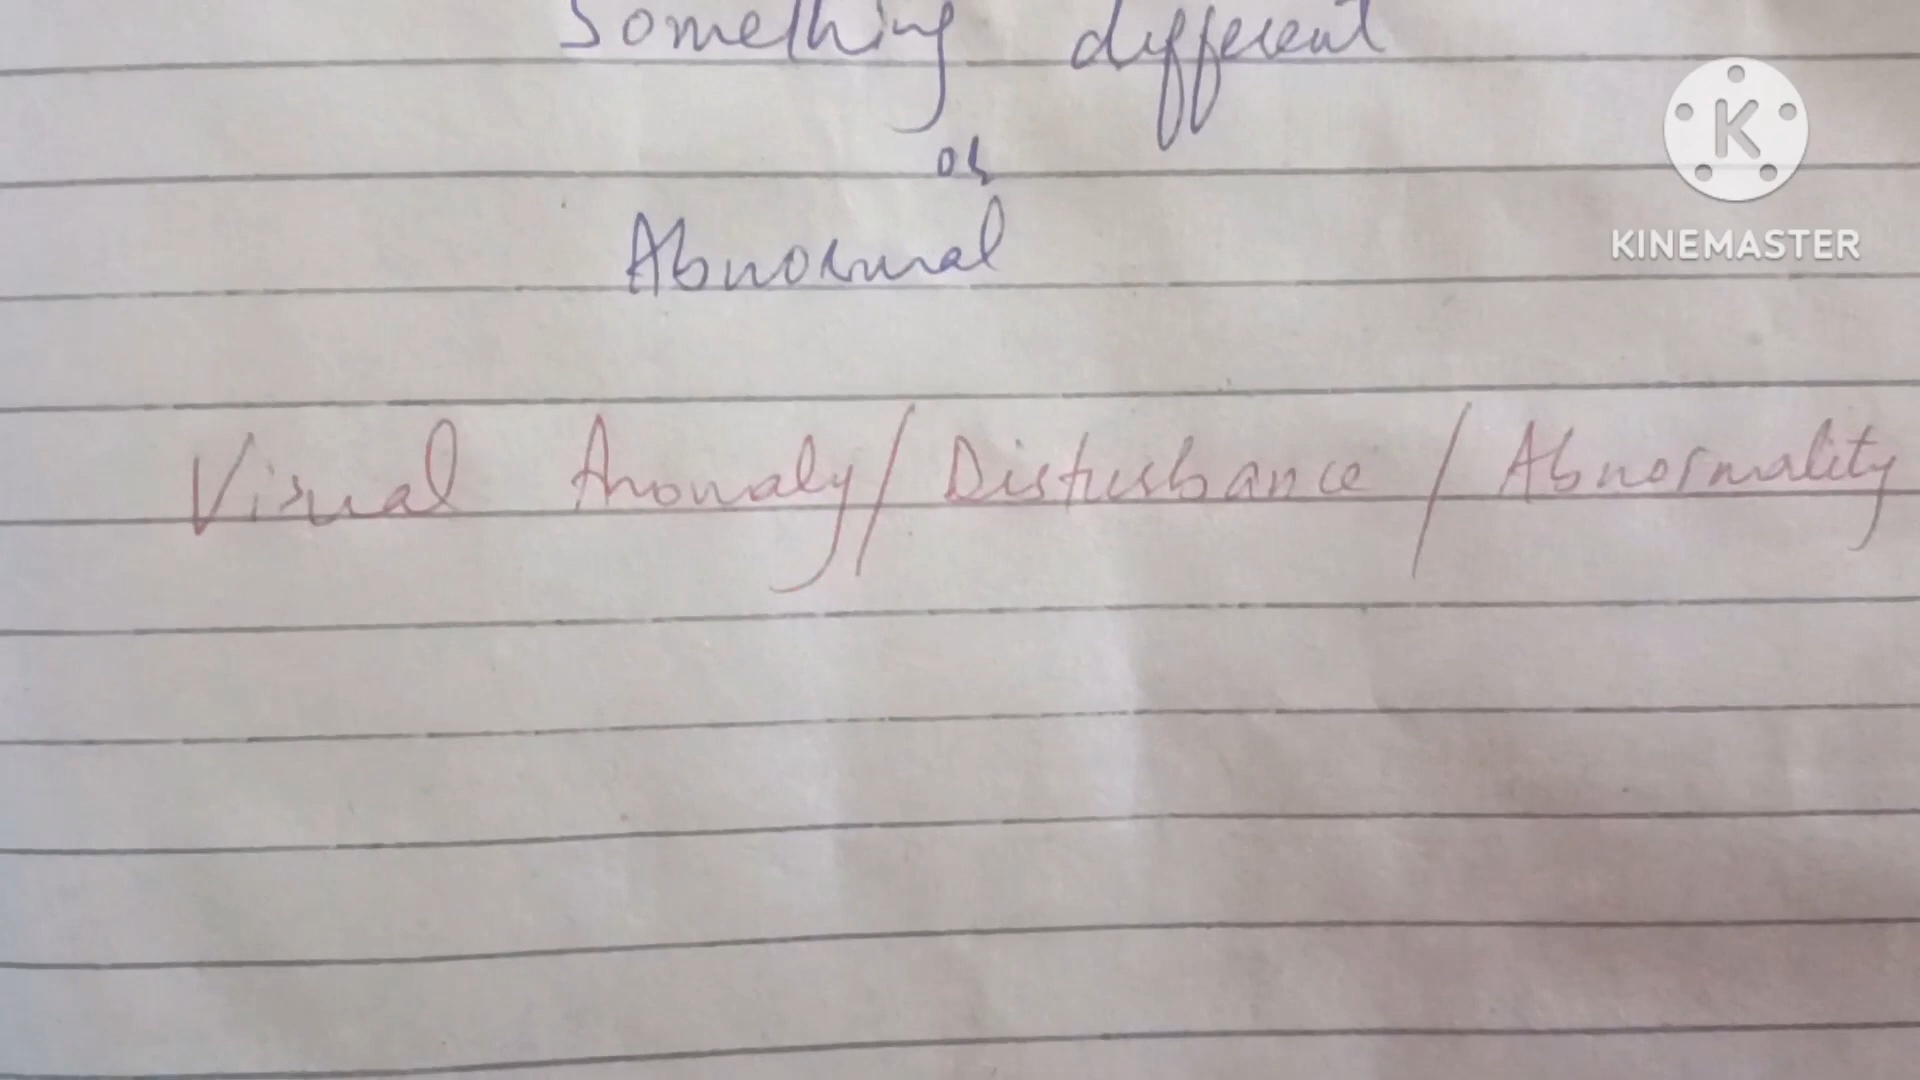 Something different
or
Abnormal
KINEMASTER
Visual Anomaly / Disturbance / Abnormality